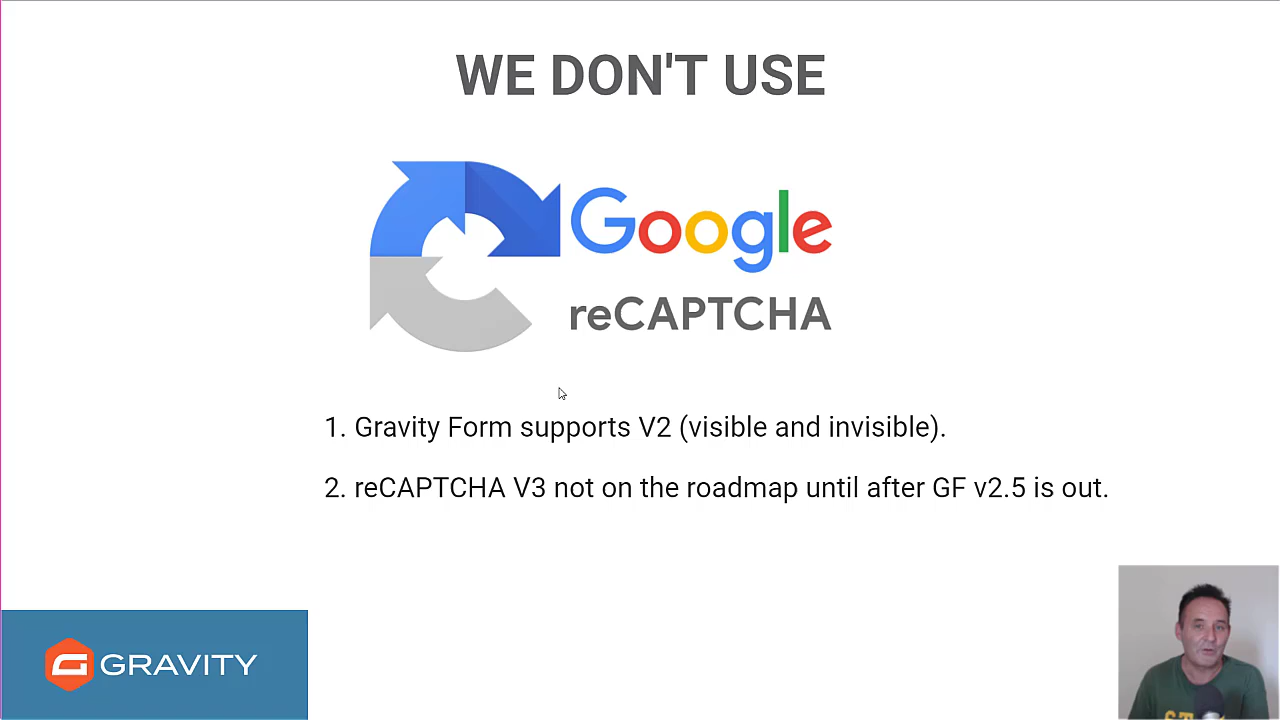 WE DON'T USE
Google
reCAPTCHA
1. Gravity Form supports V2 (visible and invisible).
2. reCAPTCHA V3 not on the roadmap until after GF v2.5 is out.
GRAVITY